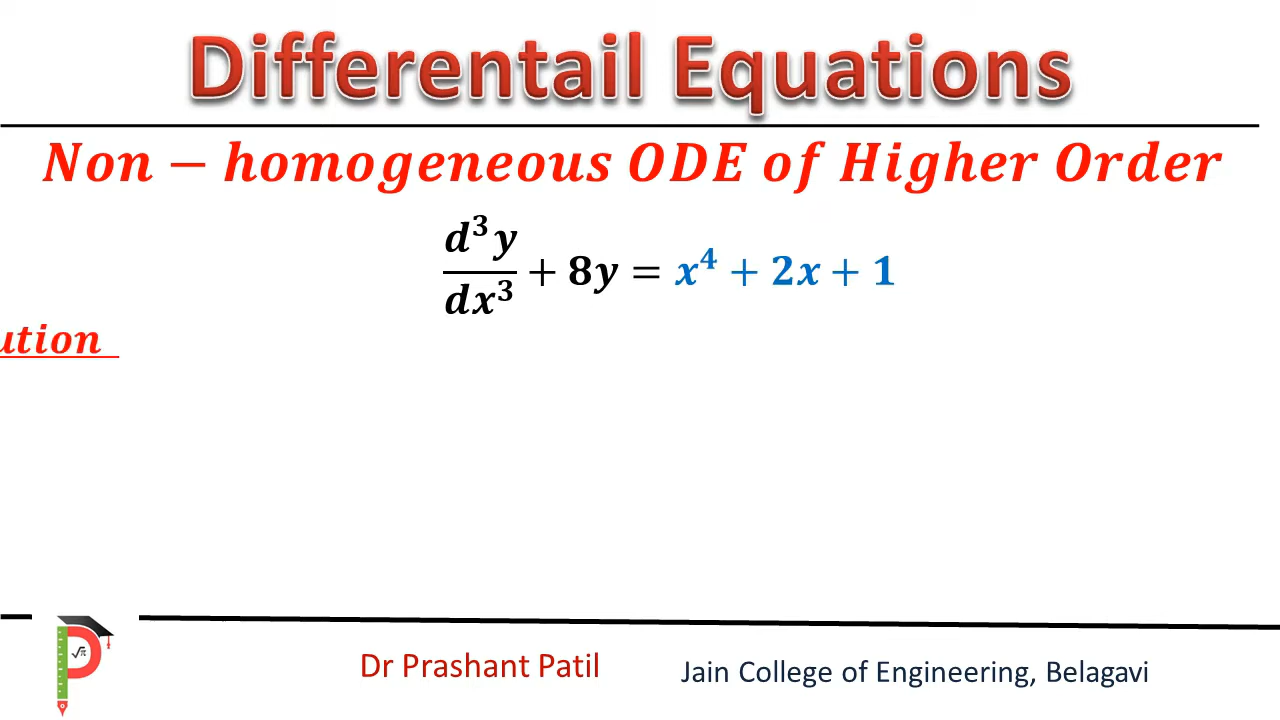 Differentail Equations
Non − homogeneous ODE of Higher Order
d³y/dx³ + 8y = x⁴ + 2x + 1
ution
√π
Dr Prashant Patil
Jain College of Engineering, Belagavi